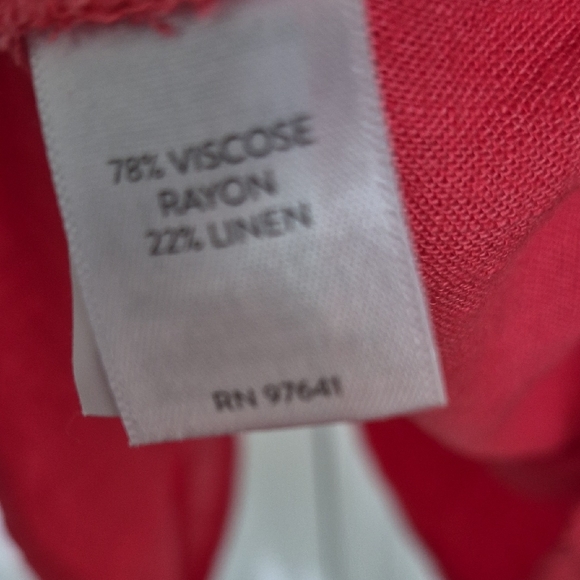 78% VISCOSE
RAYON
22% LINEN
RN 97641